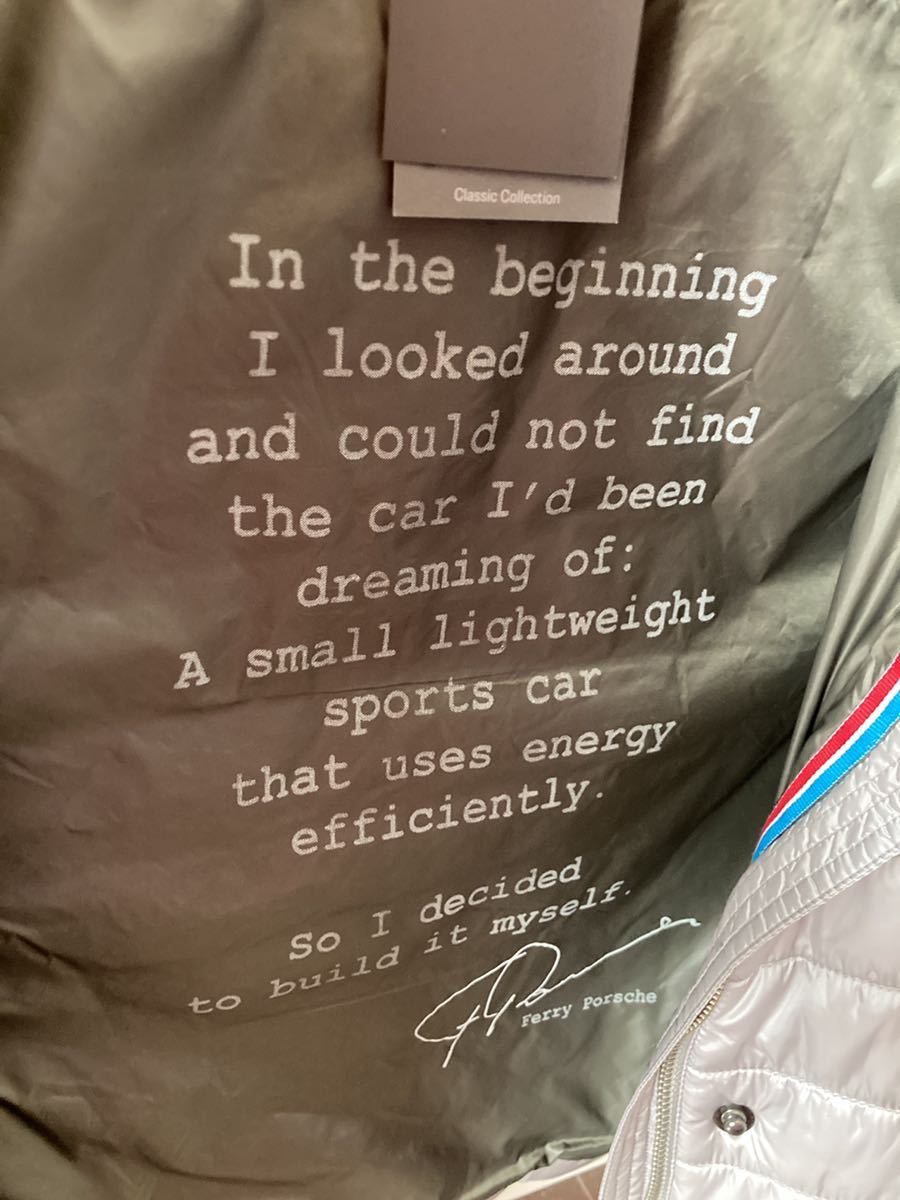 Classic Collection
In the beginning
I looked around
and could not find
the car I'd been
dreaming of:
A small lightweight
sports car
that uses energy
efficiently.
So I decided
to build it myself.
Ferry Porsche